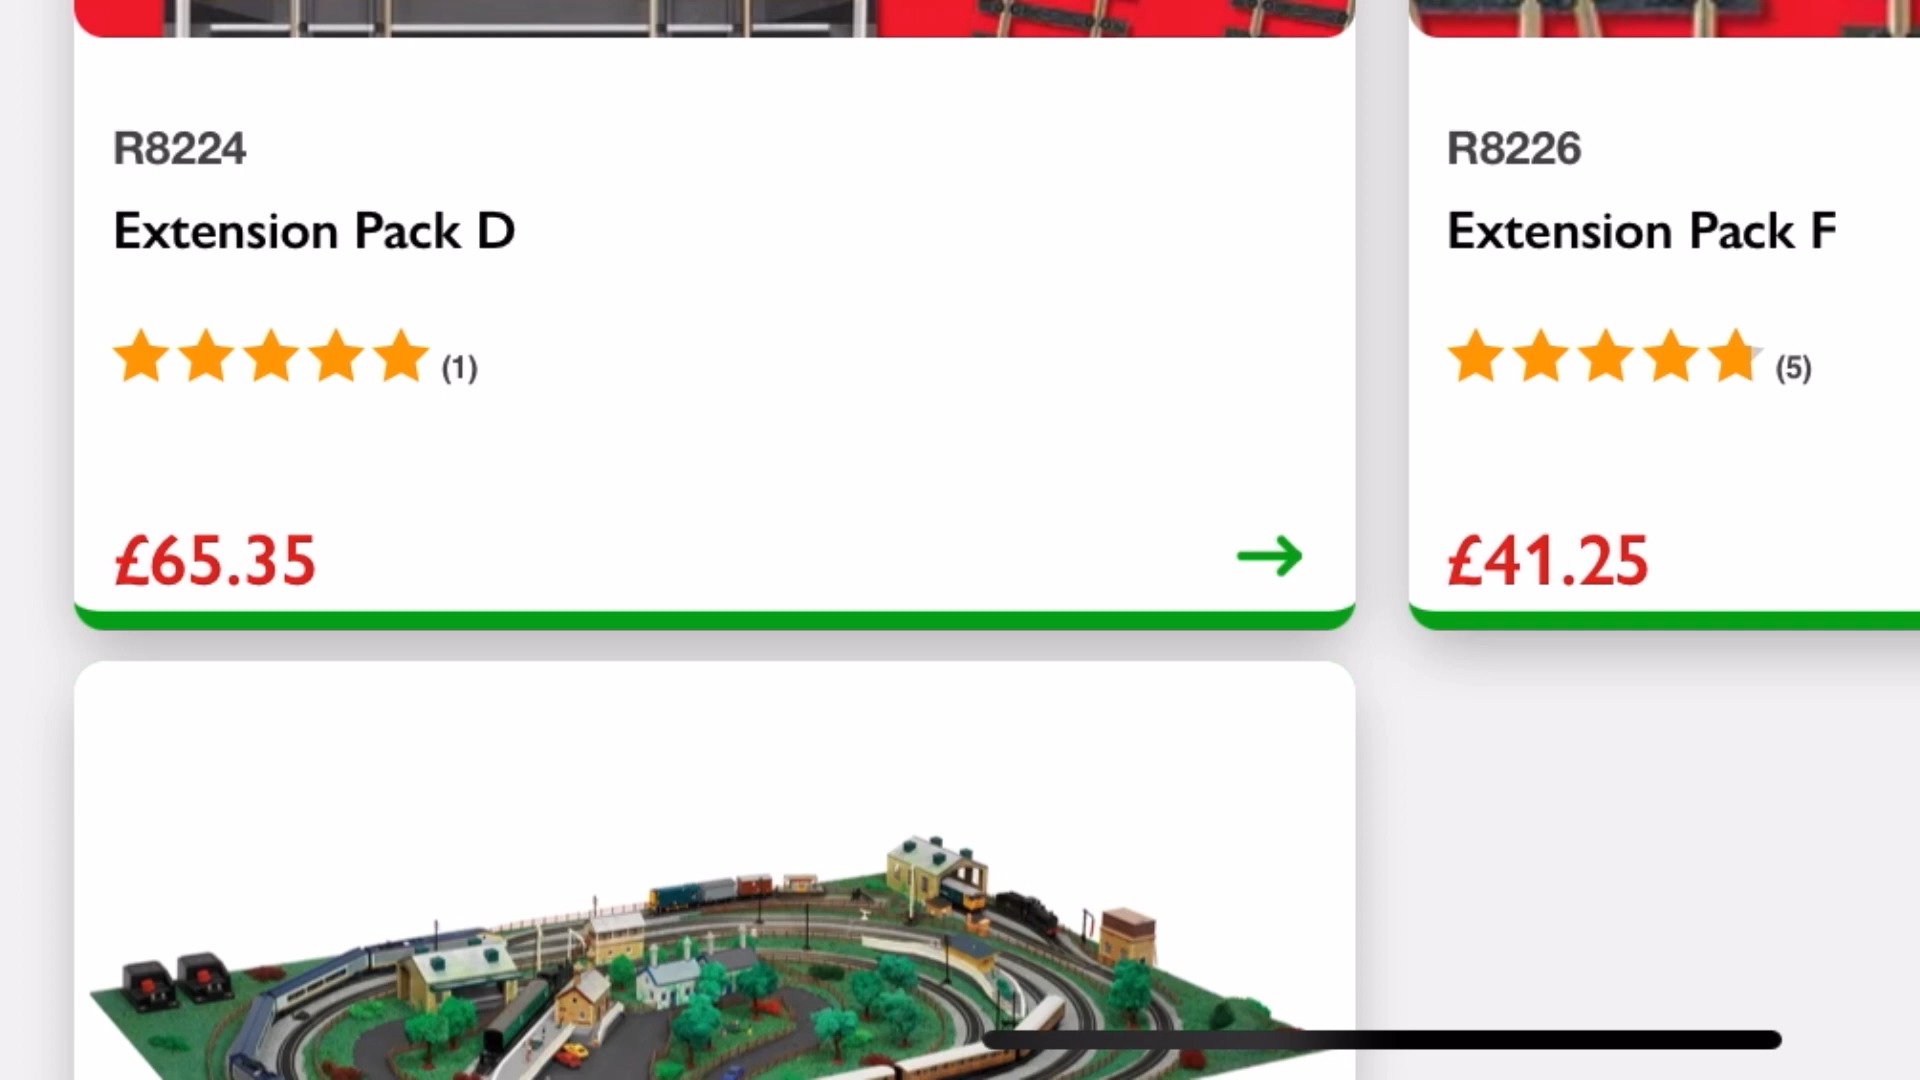 R8224
Extension Pack D
(1)
£65.35
R8226
Extension Pack F
(5)
£41.25